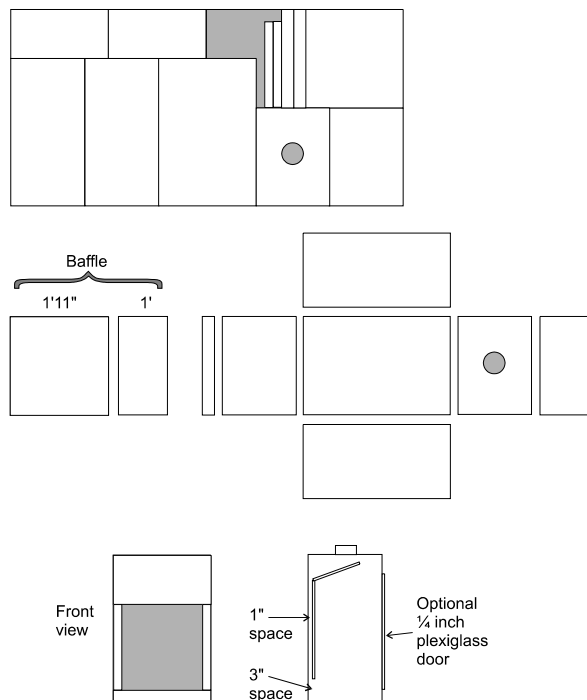 Baffle
1'11" 1'
Front
view
1"
space
3"
space
Optional
¼ inch
plexiglass
door